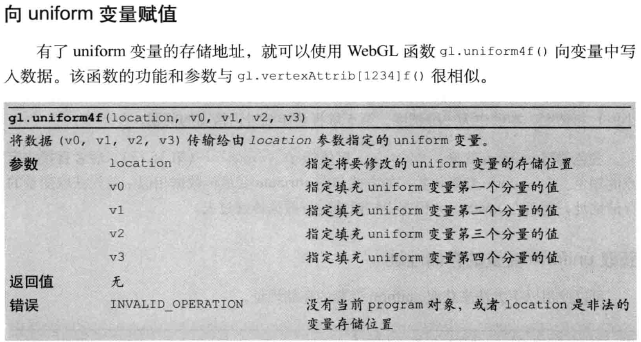 向 uniform 变量赋值
有了 uniform 变量的存储地址，就可以使用 WebGL 函数 gl.uniform4f() 向变量中写
入数据。该函数的功能和参数与 gl.vertexAttrib[1234]f() 很相似。
gl.uniform4f(location, v0, v1, v2, v3)
将数据 (v0, v1, v2, v3) 传输给由 location 参数指定的 uniform 变量。
参数 location 指定将要修改的 uniform 变量的存储位置
v0 指定填充 uniform 变量第一个分量的值
v1 指定填充 uniform 变量第二个分量的值
v2 指定填充 uniform 变量第三个分量的值
v3 指定填充 uniform 变量第四个分量的值
返回值 无
错误 INVALID_OPERATION 没有当前 program 对象，或者 location 是非法的
变量存储位置